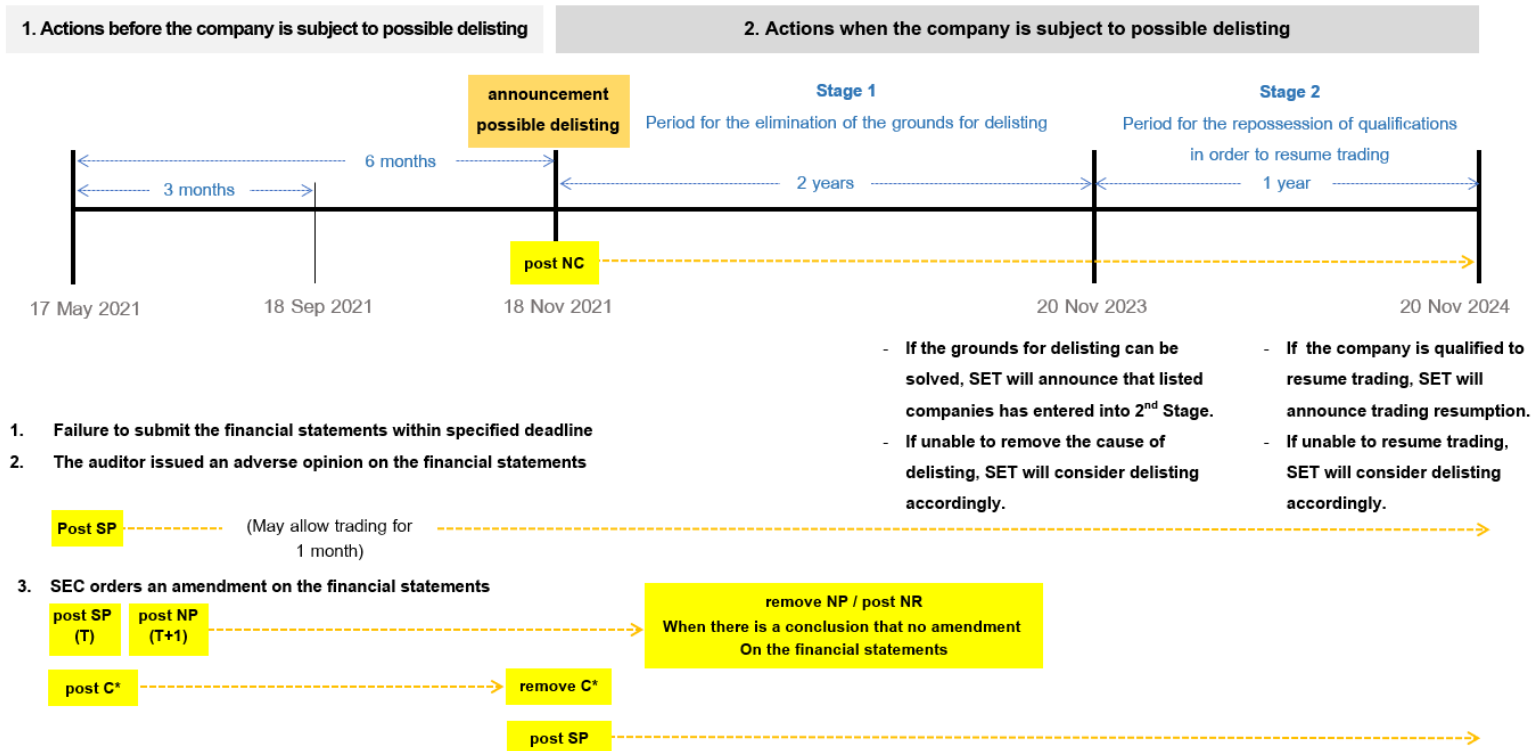 1. Actions before the company is subject to possible delisting
2. Actions when the company is subject to possible delisting
announcement
possible delisting
Stage 1
Period for the elimination of the grounds for delisting
Stage 2
Period for the repossession of qualifications
in order to resume trading
6 months
3 months
2 years
1 year
post NC
17 May 2021
18 Sep 2021
18 Nov 2021
20 Nov 2023
20 Nov 2024
- If the grounds for delisting can be
solved, SET will announce that listed
companies has entered into 2nd Stage.
- If unable to remove the cause of
delisting, SET will consider delisting
accordingly.
- If the company is qualified to
resume trading, SET will
announce trading resumption.
- If unable to resume trading,
SET will consider delisting
accordingly.
1. Failure to submit the financial statements within specified deadline
2. The auditor issued an adverse opinion on the financial statements
Post SP
(May allow trading for
1 month)
3. SEC orders an amendment on the financial statements
post SP
(T)
post NP
(T+1)
remove NP / post NR
When there is a conclusion that no amendment
On the financial statements
post C*
remove C*
post SP